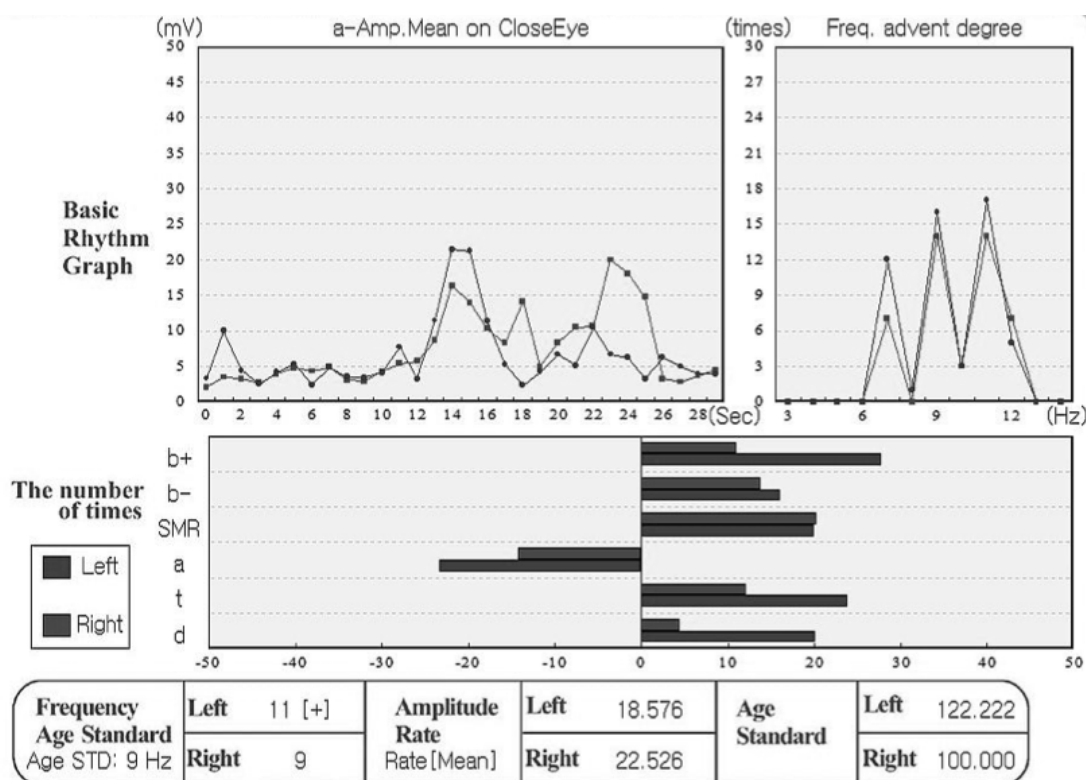 (mV) a-Amp.Mean on CloseEye (times) Freq. advent degree
50 30
45 27
40 24
35 21
30 18
25 15
20 12
15 9
10 6
5 3
0 0
0 2 4 6 8 10 12 14 16 18 20 22 24 26 28 (Sec) 3 6 9 12 (Hz)
Basic
Rhythm
Graph
b+
b-
SMR
a
t
d
The number
of times
Left
Right
-50 -40 -30 -20 -10 0 10 20 30 40 50
Frequency
Age Standard
Age STD: 9 Hz
Left 11 [+]
Right 9
Amplitude
Rate
Rate[Mean]
Left 18.576
Right 22.526
Age
Standard
Left 122.222
Right 100.000